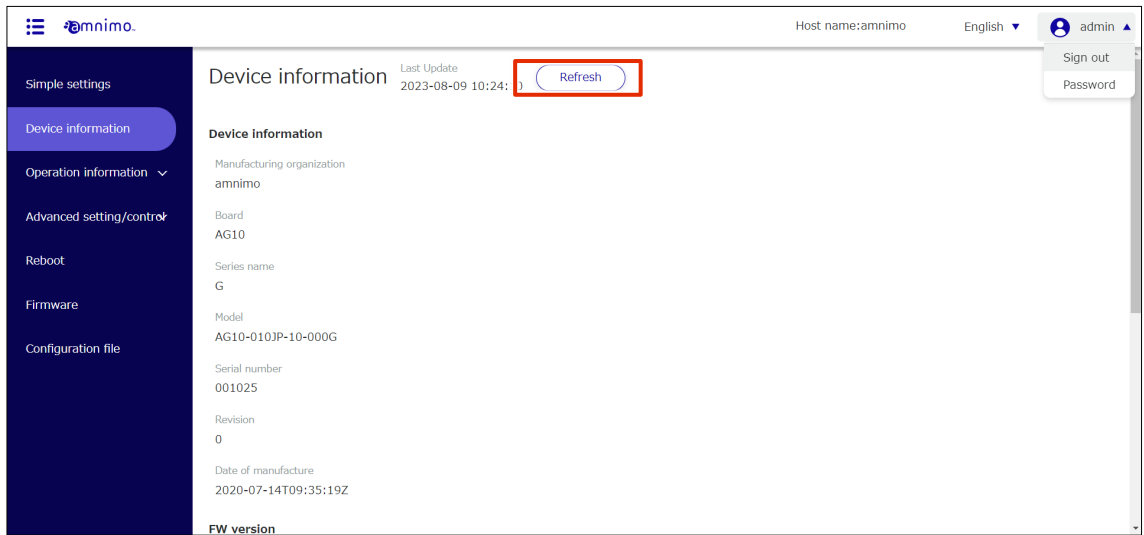 amnimo
Host name:amnimo
English
admin
Sign out
Password
Simple settings
Device information
Operation information
Advanced setting/control
Reboot
Firmware
Configuration file
Device information
Last Update
2023-08-09 10:24:
Refresh
Device information
Manufacturing organization
amnimo
Board
AG10
Series name
G
Model
AG10-010JP-10-000G
Serial number
001025
Revision
0
Date of manufacture
2020-07-14T09:35:19Z
FW version